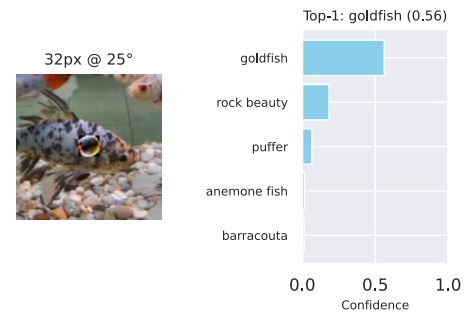 32px @ 25°
Top-1: goldfish (0.56)
goldfish
rock beauty
puffer
anemone fish
barracouta
0.0 0.5 1.0
Confidence